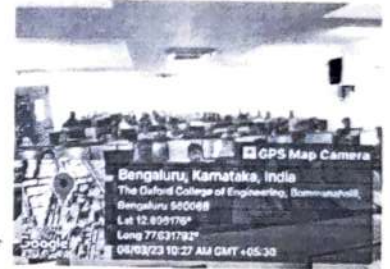 GPS Map Camera
Bengaluru, Karnataka, India
The Oxford College of Engineering, Bommanahalli,
Bengaluru 560068
Lat 12.898176°
Long 77.631792°
06/03/23 10:27 AM GMT +05:30
Google